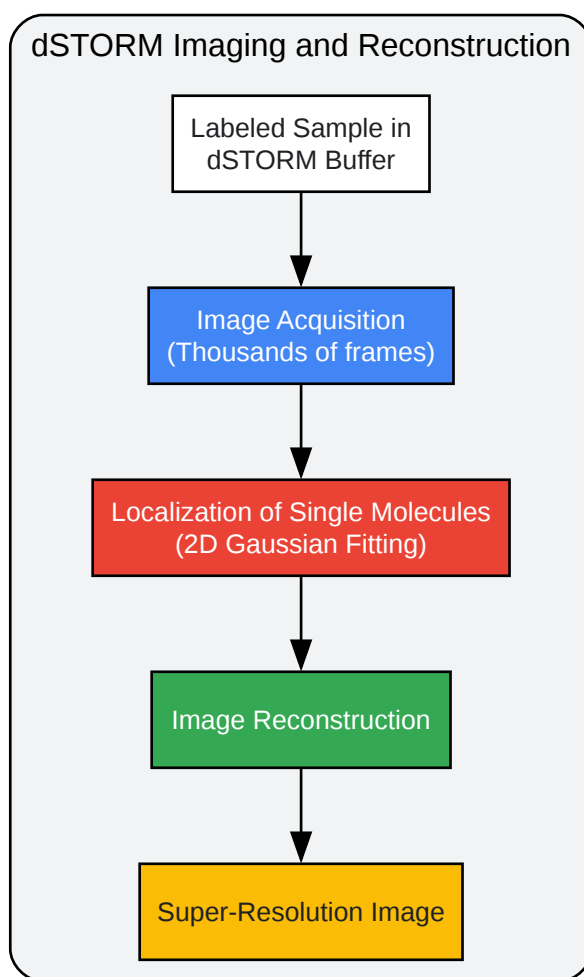 dSTORM Imaging and Reconstruction
Labeled Sample in
dSTORM Buffer
Image Acquisition
(Thousands of frames)
Localization of Single Molecules
(2D Gaussian Fitting)
Image Reconstruction
Super-Resolution Image